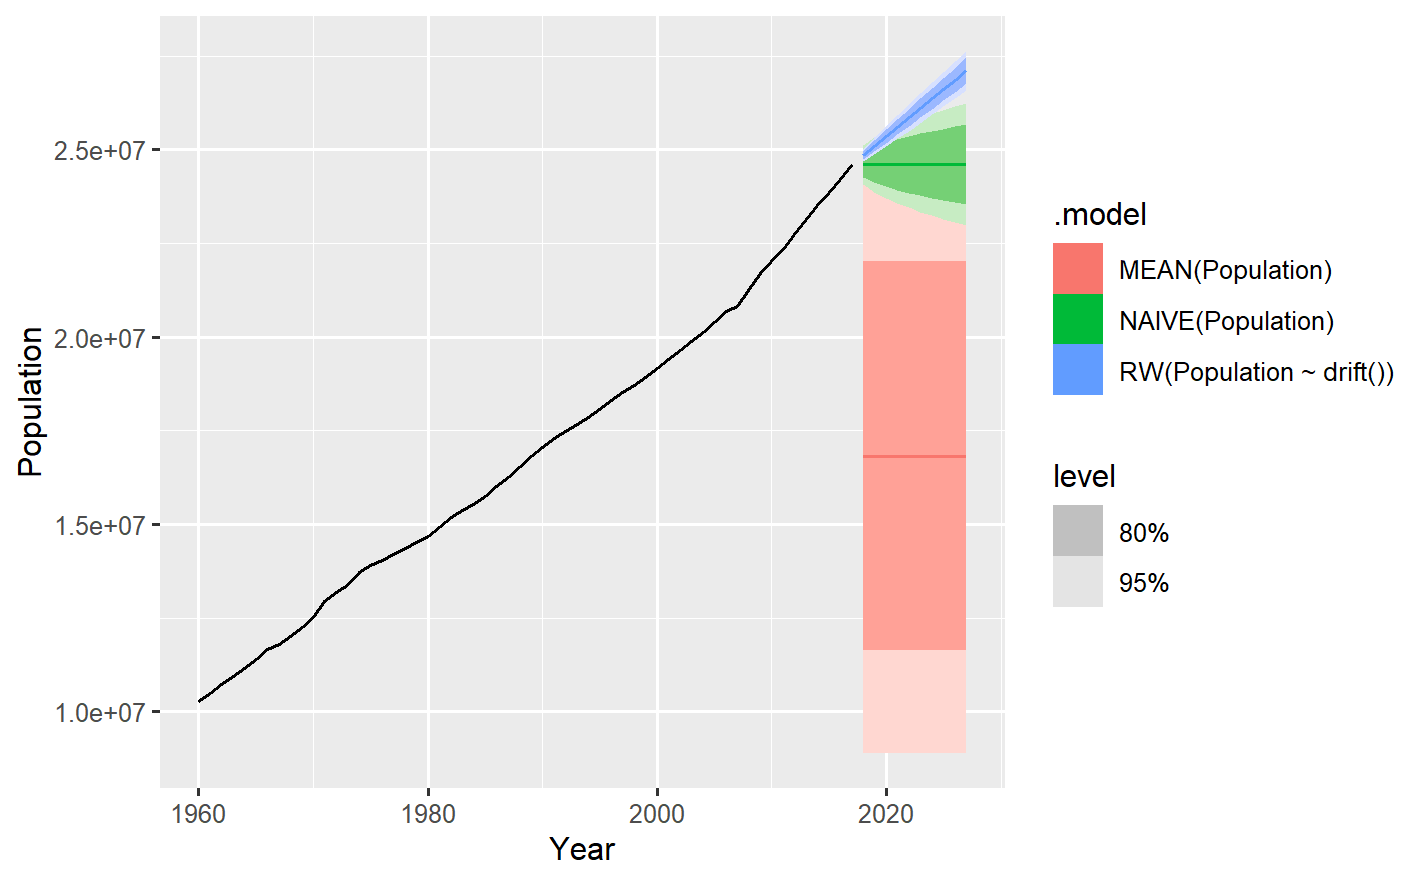 Population
2.5e+07
2.0e+07
1.5e+07
1.0e+07
1960
1980
2000
2020
Year
.model
MEAN(Population)
NAIVE(Population)
RW(Population ~ drift())
level
80%
95%